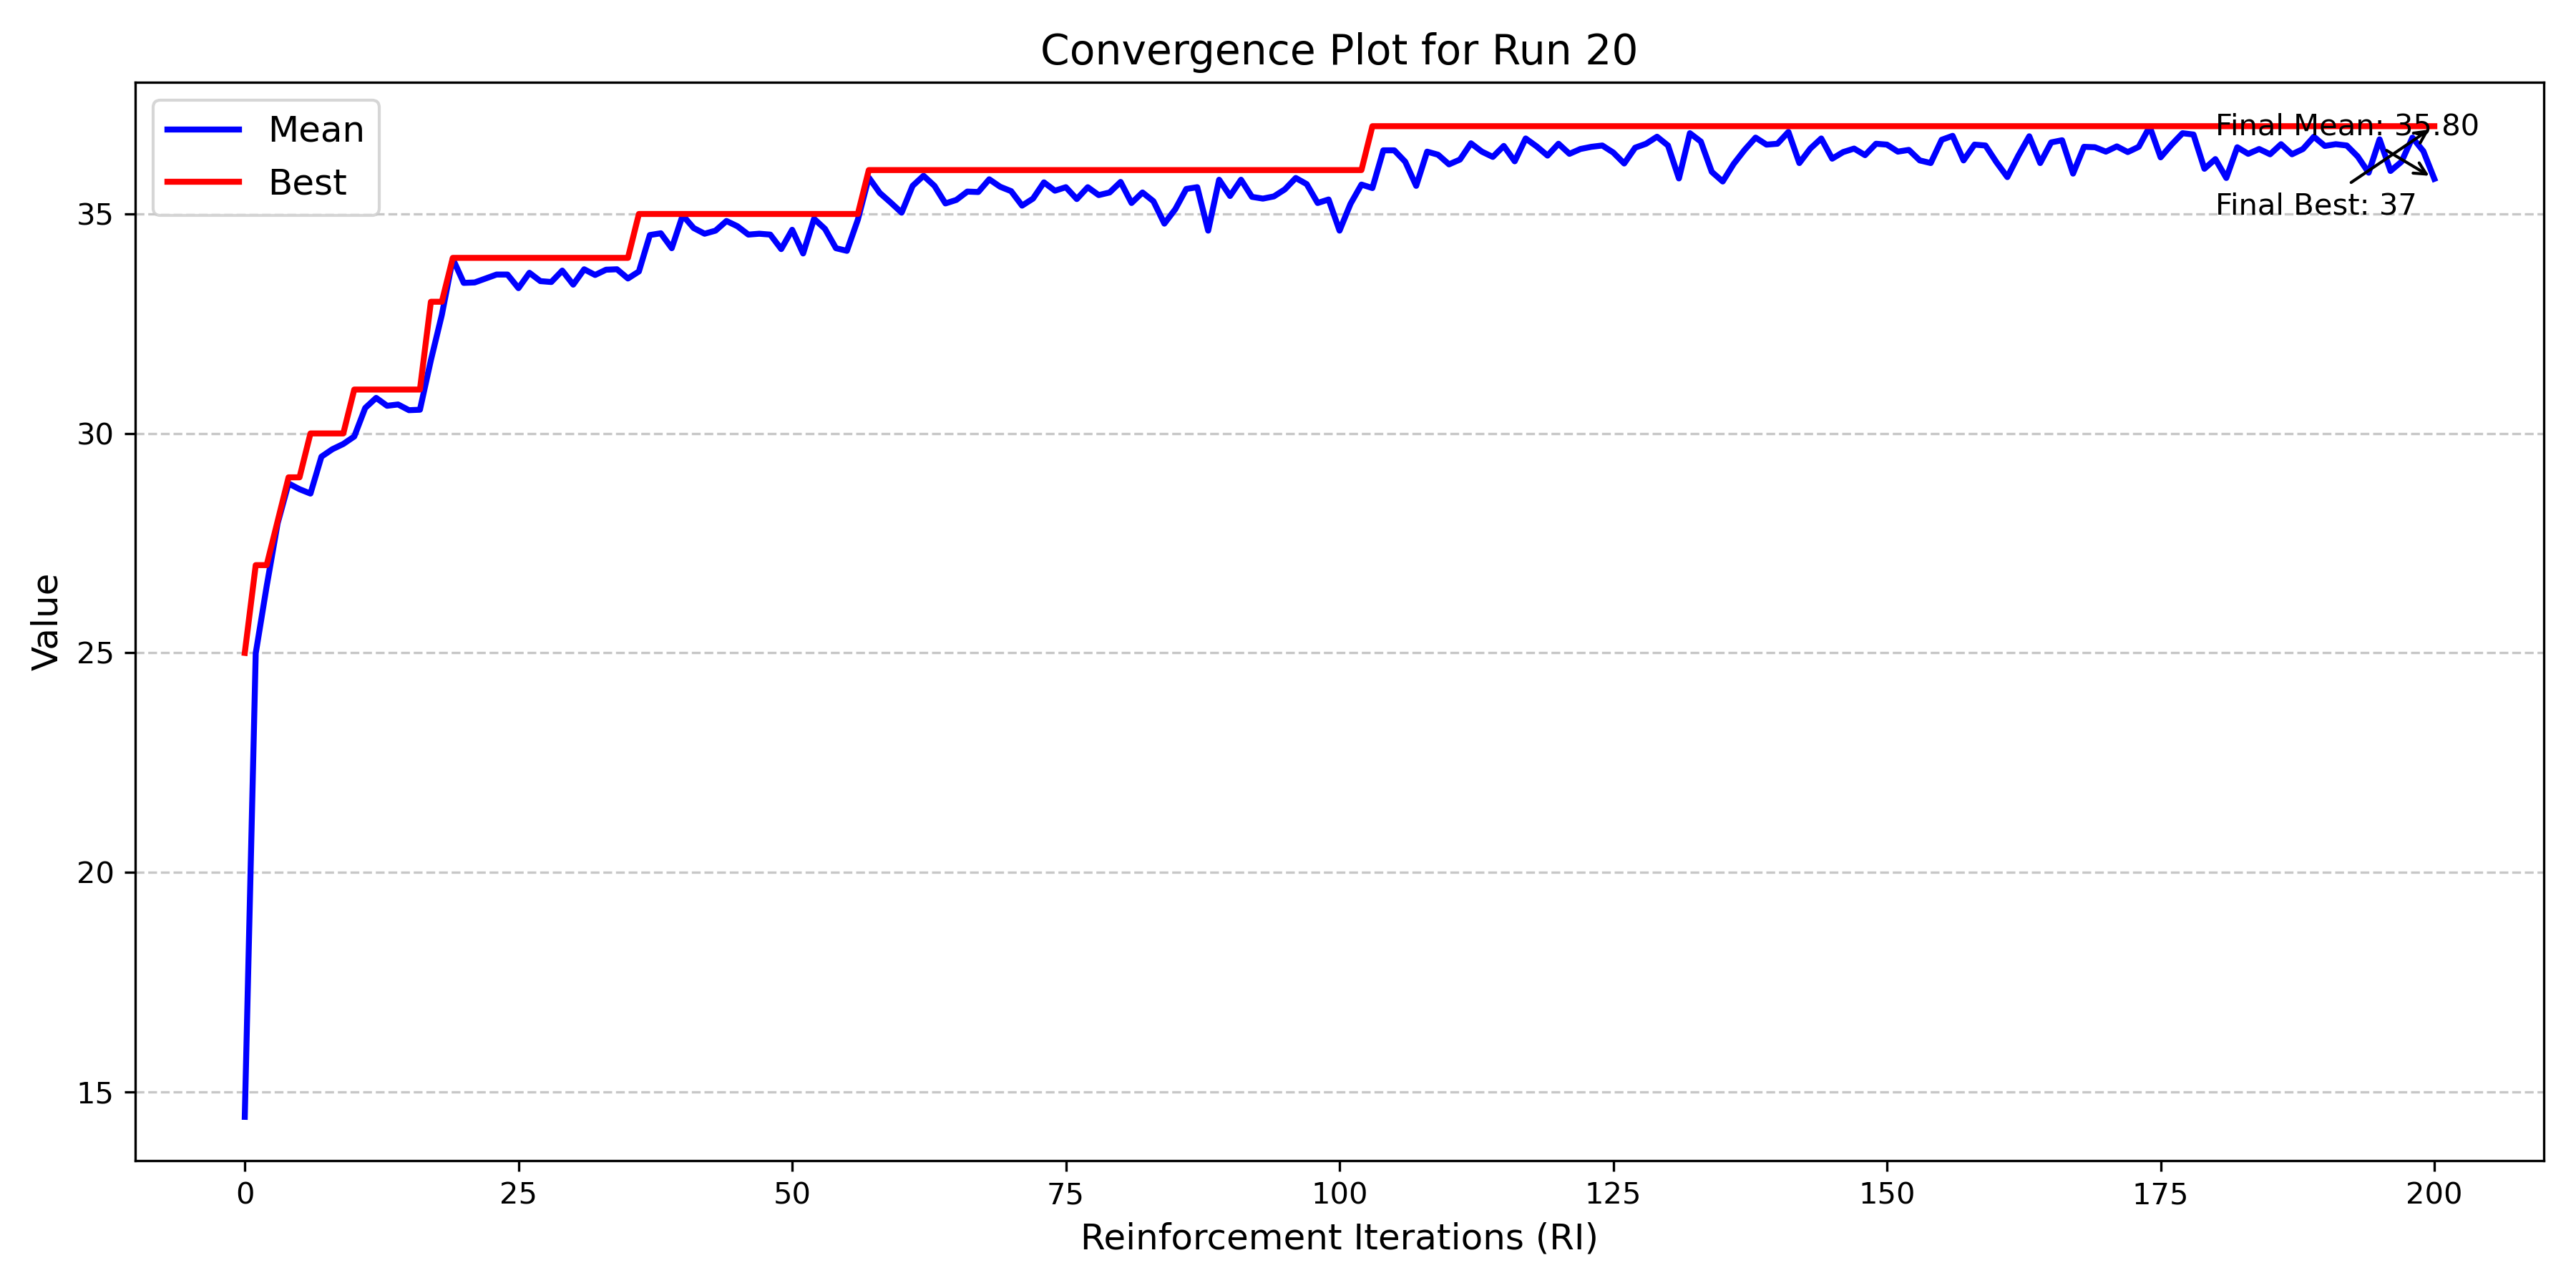 Convergence Plot for Run 20
Mean
Best
Final Mean: 35.80
Final Best: 37
Value
35
30
25
20
15
0 25 50 75 100 125 150 175 200
Reinforcement Iterations (RI)